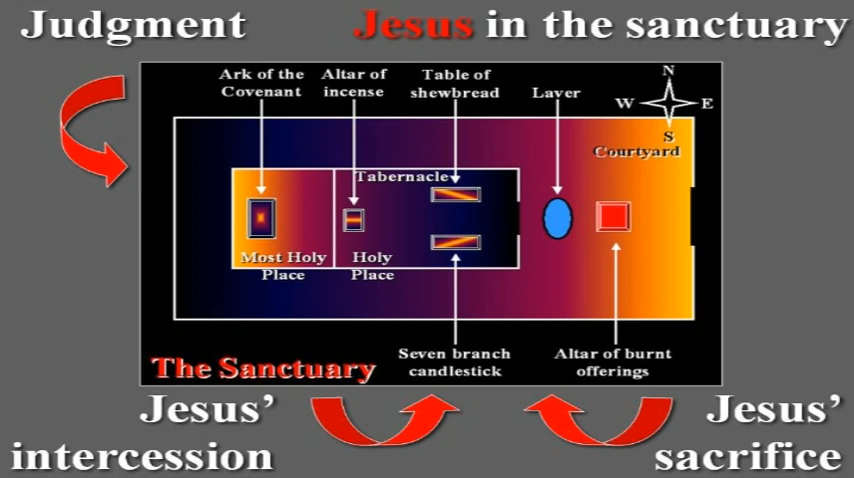 Judgment
Jesus in the sanctuary
Ark of the
Covenant
Altar of
incense
Table of
shewbread
Laver
N
W
E
S
Courtyard
Tabernacle
Most Holy
Place
Holy
Place
The Sanctuary
Seven branch
candlestick
Altar of burnt
offerings
Jesus’
intercession
Jesus’
sacrifice